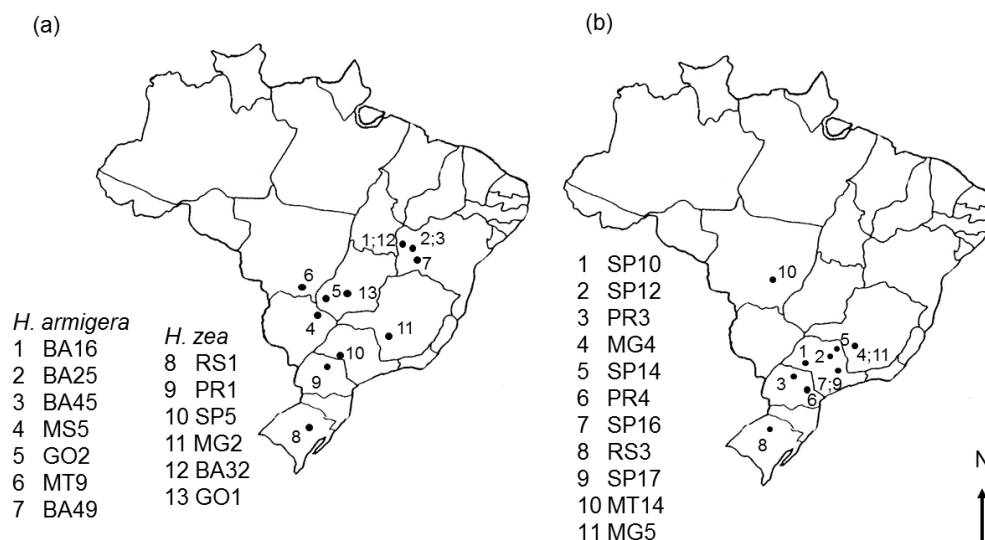 (a)
1;12
2;3
7
6
5
13
4
11
10
9
8
H. armigera
1 BA16
2 BA25
3 BA45
4 MS5
5 GO2
6 MT9
7 BA49
H. zea
8 RS1
9 PR1
10 SP5
11 MG2
12 BA32
13 GO1
(b)
10
5
1
2
4;11
3
7;9
6
8
1 SP10
2 SP12
3 PR3
4 MG4
5 SP14
6 PR4
7 SP16
8 RS3
9 SP17
10 MT14
11 MG5
N